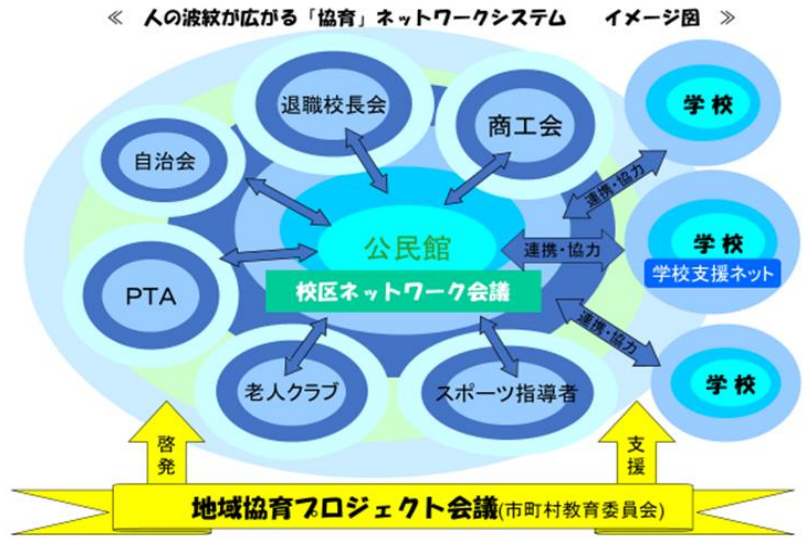 ≪ 人の波紋が広がる「協育」ネットワークシステム　イメージ図 ≫
退職校長会
商工会
学校
自治会
連携・協力
公民館
連携・協力
学校
学校支援ネット
PTA
校区ネットワーク会議
連携・協力
老人クラブ
スポーツ指導者
学校
啓発
支援
地域協育プロジェクト会議(市町村教育委員会)